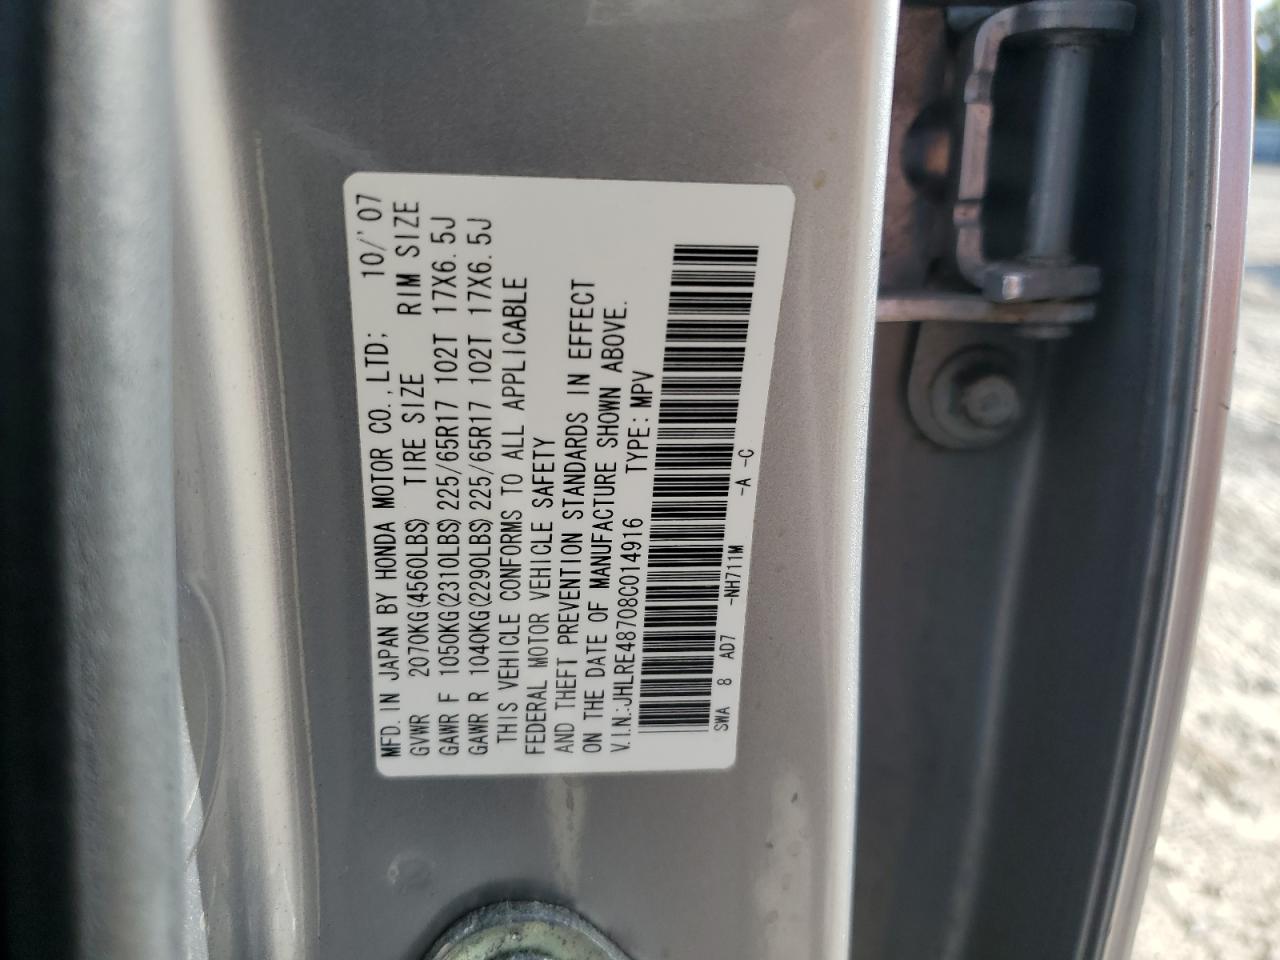 MFD. IN JAPAN BY HONDA MOTOR CO., LTD; 10/'07
GVWR 2070KG(4560LBS) TIRE SIZE RIM SIZE
GAWR F 1050KG(2310LBS) 225/65R17 102T 17X6.5J
GAWR R 1040KG(2290LBS) 225/65R17 102T 17X6.5J
THIS VEHICLE CONFORMS TO ALL APPLICABLE
FEDERAL MOTOR VEHICLE SAFETY
AND THEFT PREVENTION STANDARDS IN EFFECT
ON THE DATE OF MANUFACTURE SHOWN ABOVE.
V.I.N.:JHLRE48708C014916 TYPE:MPV
SWA 8 AD7 -NH711M -A -C